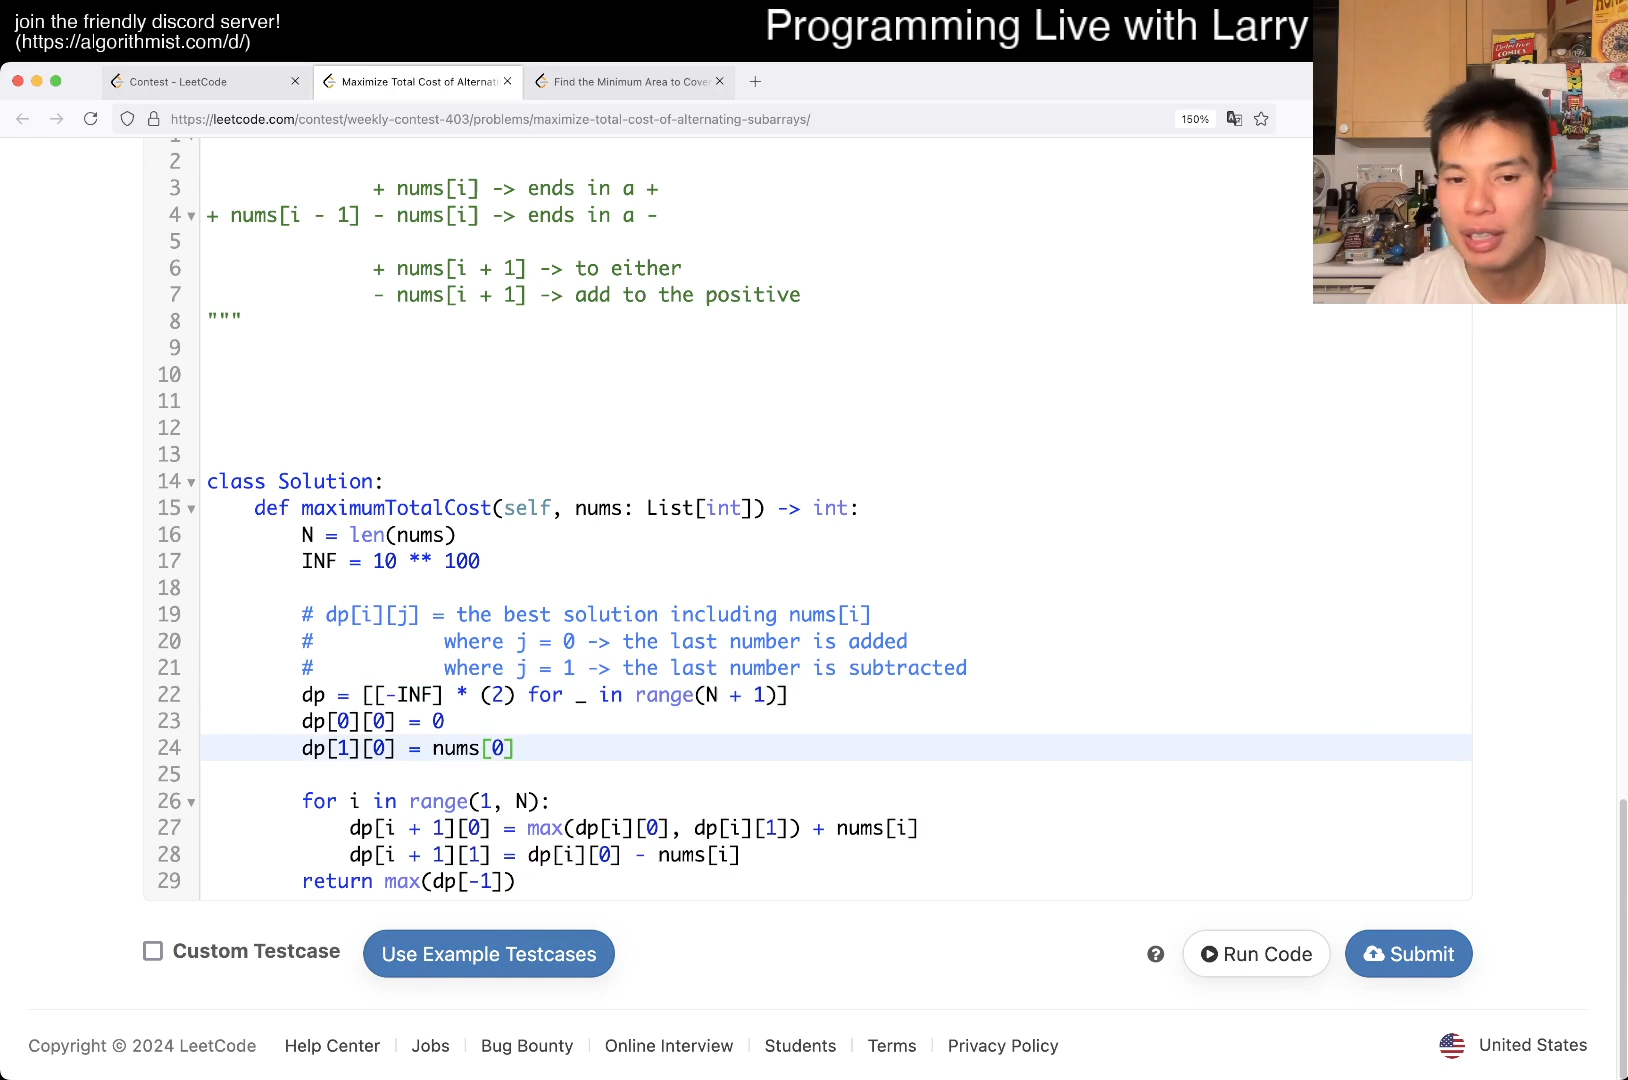 join the friendly discord server!
(https://algorithmist.com/d/)
Programming Live with Larry
Contest - LeetCode
Maximize Total Cost of Alternati
Find the Minimum Area to Cover
https://leetcode.com/contest/weekly-contest-403/problems/maximize-total-cost-of-alternating-subarrays/
150%
1
2
3 + nums[i] -> ends in a +
4 + nums[i - 1] - nums[i] -> ends in a -
5
6 + nums[i + 1] -> to either
7 - nums[i + 1] -> add to the positive
8 """
9
10
11
12
13
14 class Solution:
15 def maximumTotalCost(self, nums: List[int]) -> int:
16 N = len(nums)
17 INF = 10 ** 100
18
19 # dp[i][j] = the best solution including nums[i]
20 # where j = 0 -> the last number is added
21 # where j = 1 -> the last number is subtracted
22 dp = [[-INF] * (2) for _ in range(N + 1)]
23 dp[0][0] = 0
24 dp[1][0] = nums[0]
25
26 for i in range(1, N):
27 dp[i + 1][0] = max(dp[i][0], dp[i][1]) + nums[i]
28 dp[i + 1][1] = dp[i][0] - nums[i]
29 return max(dp[-1])
Custom Testcase
Use Example Testcases
?
Run Code
Submit
Copyright © 2024 LeetCode
Help Center
Jobs
Bug Bounty
Online Interview
Students
Terms
Privacy Policy
United States